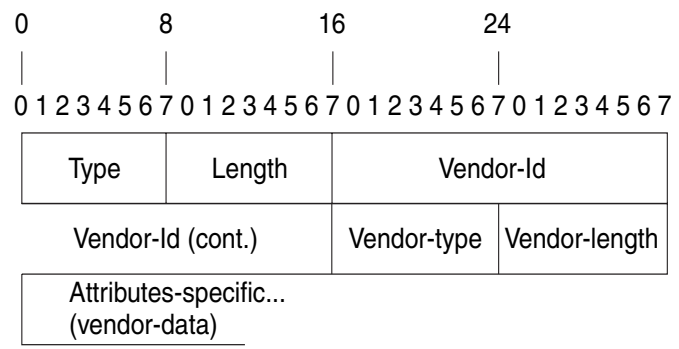 0 8 16 24
0 1 2 3 4 5 6 7 0 1 2 3 4 5 6 7 0 1 2 3 4 5 6 7 0 1 2 3 4 5 6 7
Type Length Vendor-Id
Vendor-Id (cont.) Vendor-type Vendor-length
Attributes-specific...
(vendor-data)